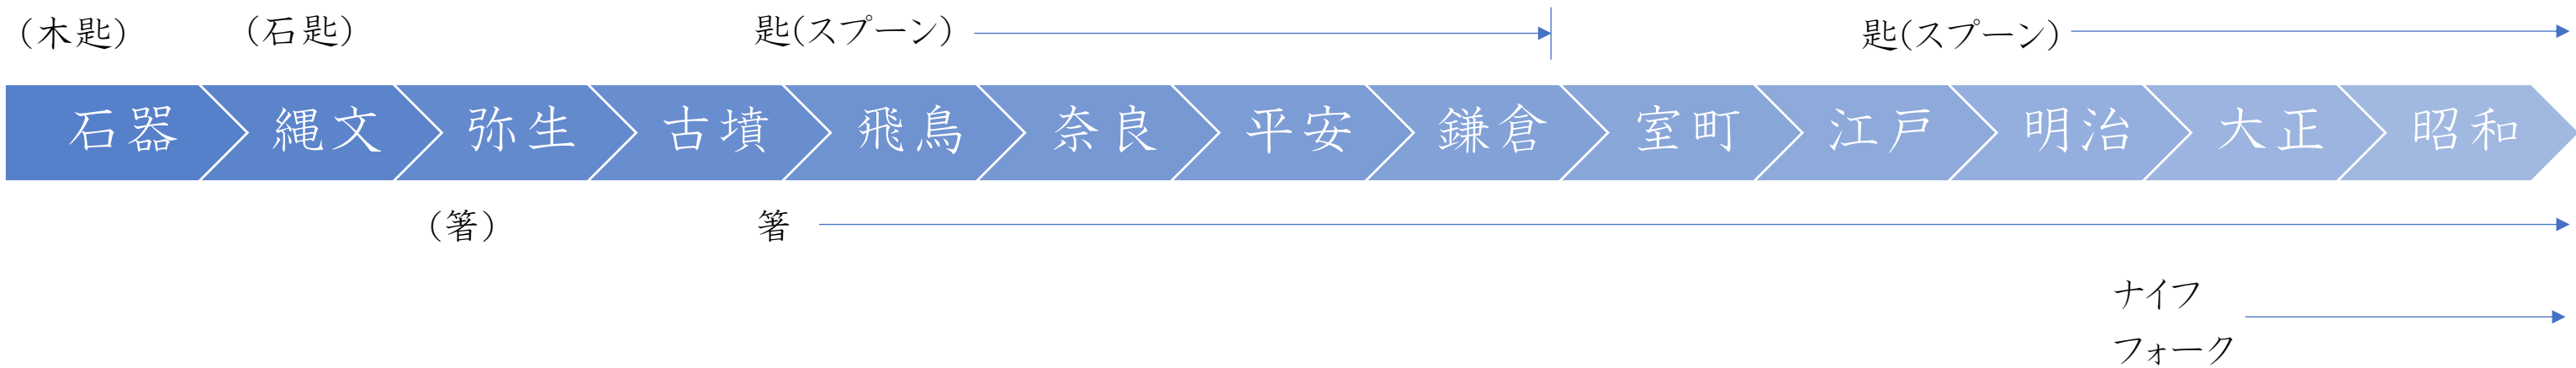 (木匙) (石匙) 匙(スプーン) 匙(スプーン)
石器 縄文 弥生 古墳 飛鳥 奈良 平安 鎌倉 室町 江戸 明治 大正 昭和
(箸) 箸
ナイフ
フォーク